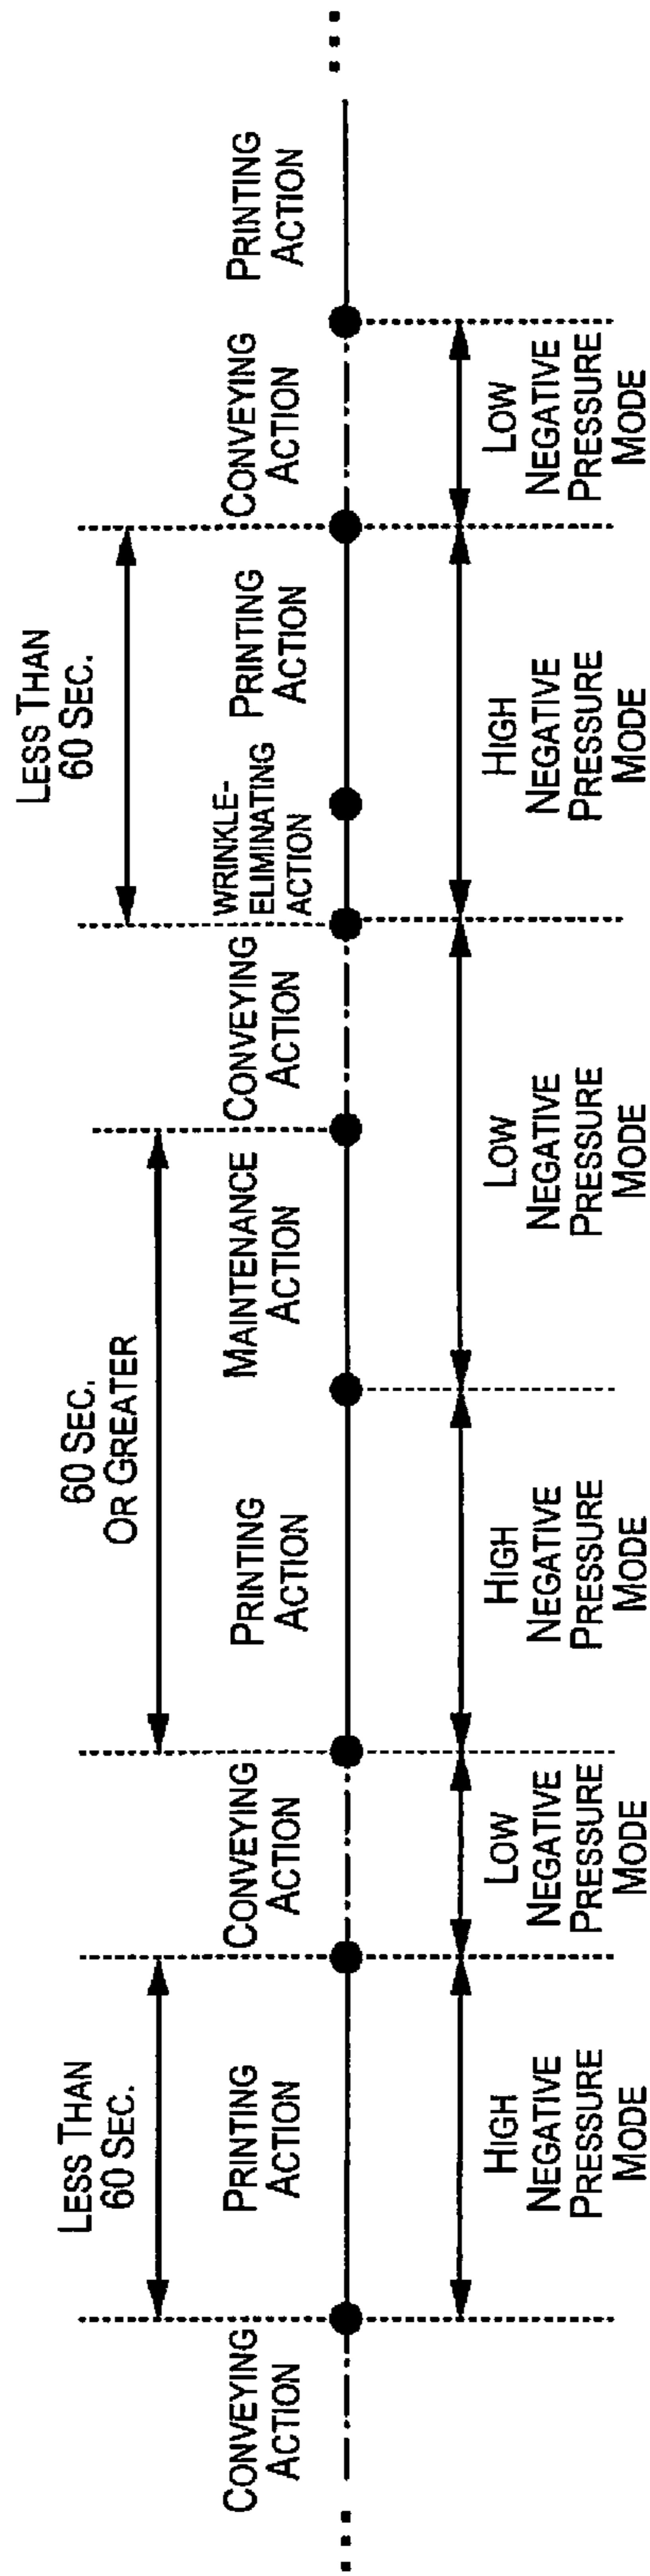 LESS THAN
60 SEC.
60 SEC.
OR GREATER
LESS THAN
60 SEC.
CONVEYING
ACTION
PRINTING
ACTION
CONVEYING
ACTION
PRINTING
ACTION
MAINTENANCE
ACTION
CONVEYING
ACTION
WRINKLE-
ELIMINATING
ACTION
PRINTING
ACTION
CONVEYING
ACTION
PRINTING
ACTION
HIGH
NEGATIVE
PRESSURE
MODE
LOW
NEGATIVE
PRESSURE
MODE
HIGH
NEGATIVE
PRESSURE
MODE
LOW
NEGATIVE
PRESSURE
MODE
HIGH
NEGATIVE
PRESSURE
MODE
LOW
NEGATIVE
PRESSURE
MODE